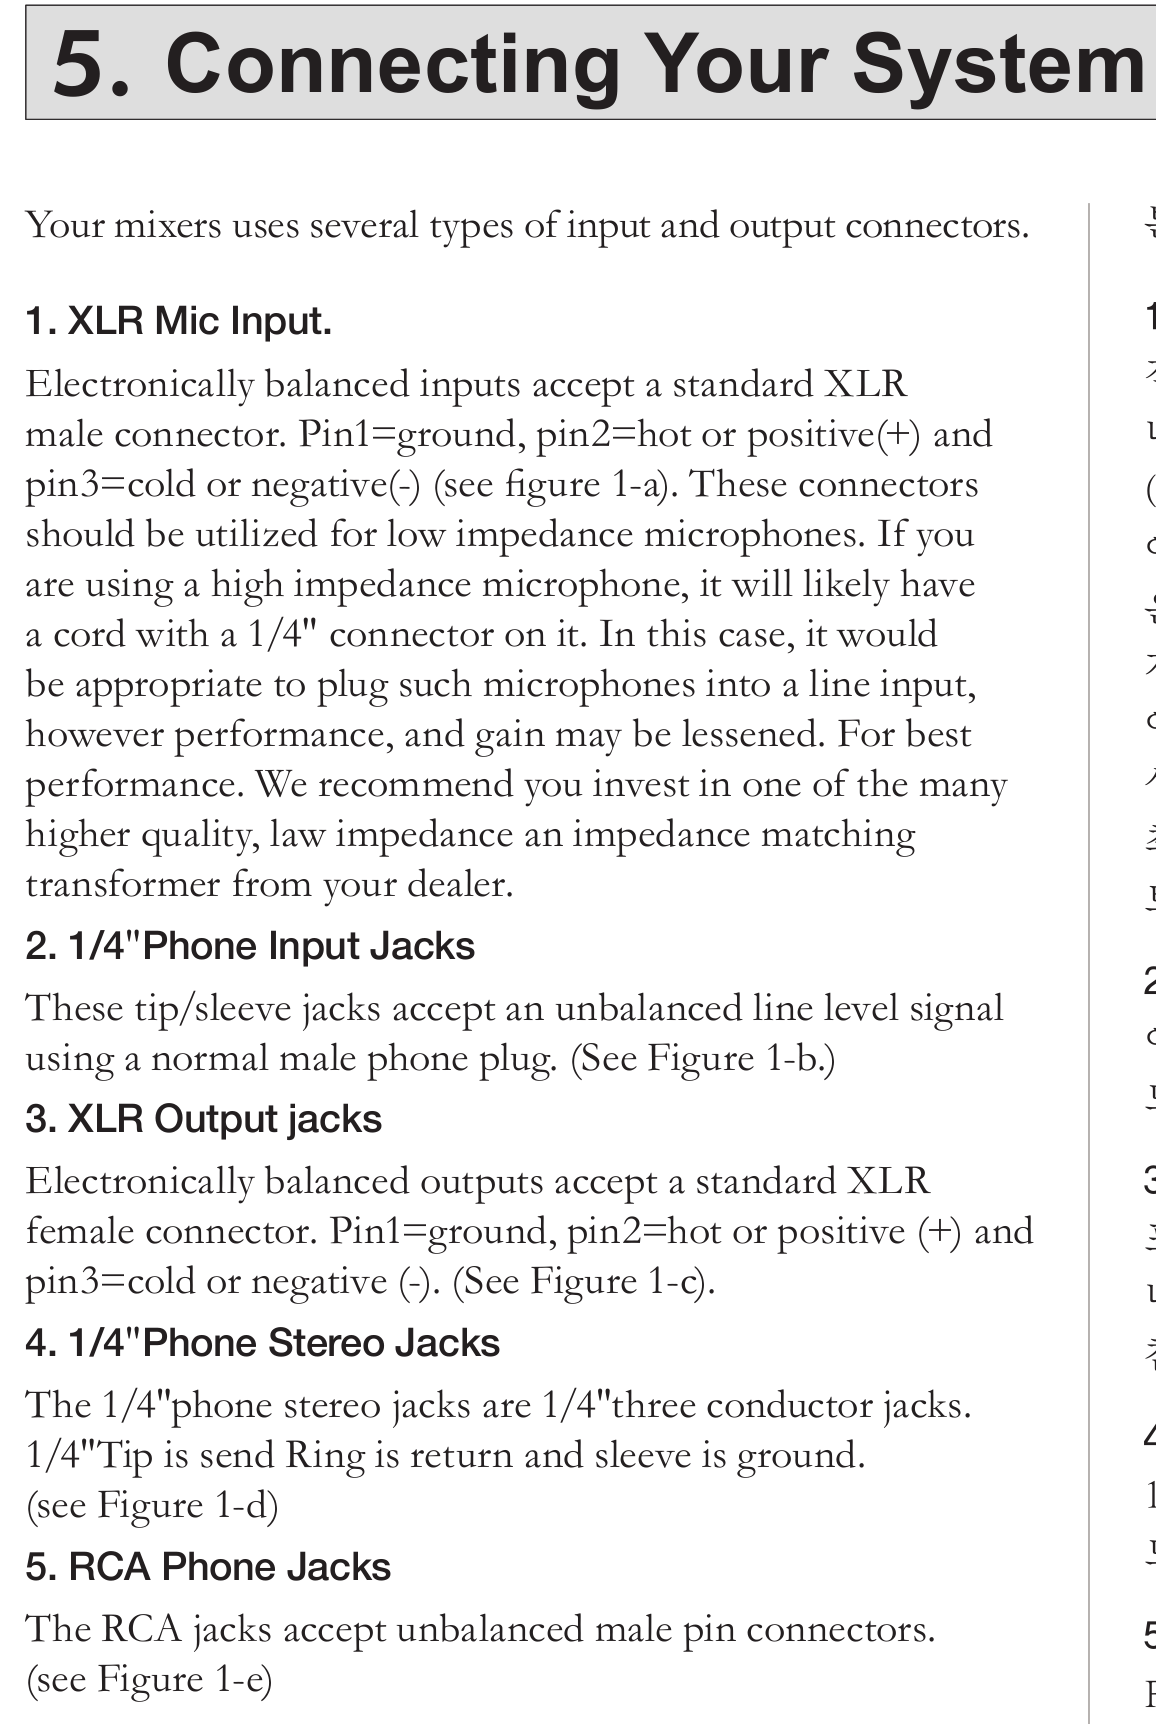 5. Connecting Your System
Your mixers uses several types of input and output connectors.
1. XLR Mic Input.
Electronically balanced inputs accept a standard XLR
male connector. Pin1=ground, pin2=hot or positive(+) and
pin3=cold or negative(-) (see figure 1-a). These connectors
should be utilized for low impedance microphones. If you
are using a high impedance microphone, it will likely have
a cord with a 1/4" connector on it. In this case, it would
be appropriate to plug such microphones into a line input,
however performance, and gain may be lessened. For best
performance. We recommend you invest in one of the many
higher quality, law impedance an impedance matching
transformer from your dealer.
2. 1/4"Phone Input Jacks
These tip/sleeve jacks accept an unbalanced line level signal
using a normal male phone plug. (See Figure 1-b.)
3. XLR Output jacks
Electronically balanced outputs accept a standard XLR
female connector. Pin1=ground, pin2=hot or positive (+) and
pin3=cold or negative (-). (See Figure 1-c).
4. 1/4"Phone Stereo Jacks
The 1/4"phone stereo jacks are 1/4"three conductor jacks.
1/4"Tip is send Ring is return and sleeve is ground.
(see Figure 1-d)
5. RCA Phone Jacks
The RCA jacks accept unbalanced male pin connectors.
(see Figure 1-e)